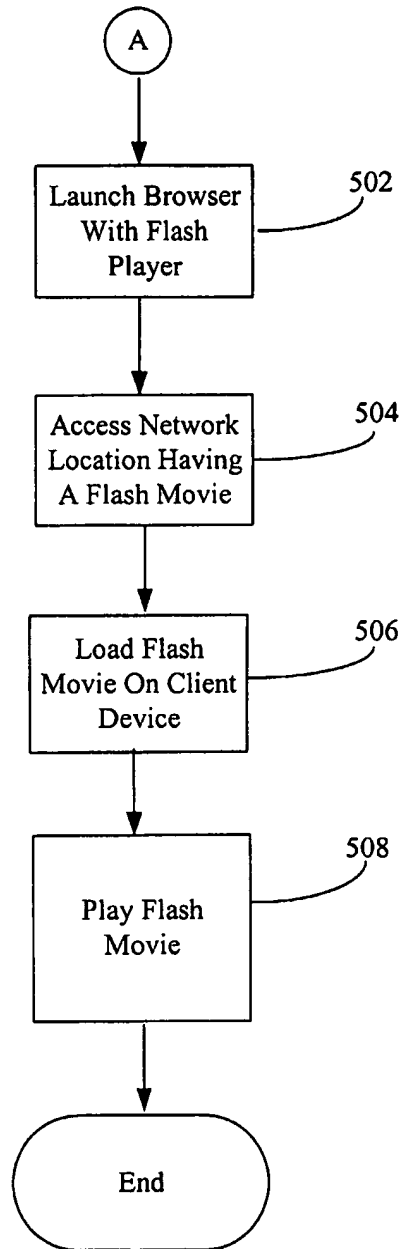 A
Launch Browser
With Flash
Player
502
Access Network
Location Having
A Flash Movie
504
Load Flash
Movie On Client
Device
506
Play Flash
Movie
508
End